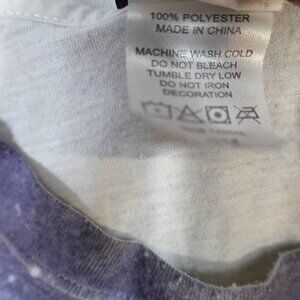 100% POLYESTER
MADE IN CHINA
MACHINE WASH COLD
DO NOT BLEACH
TUMBLE DRY LOW
DO NOT IRON
DECORATION